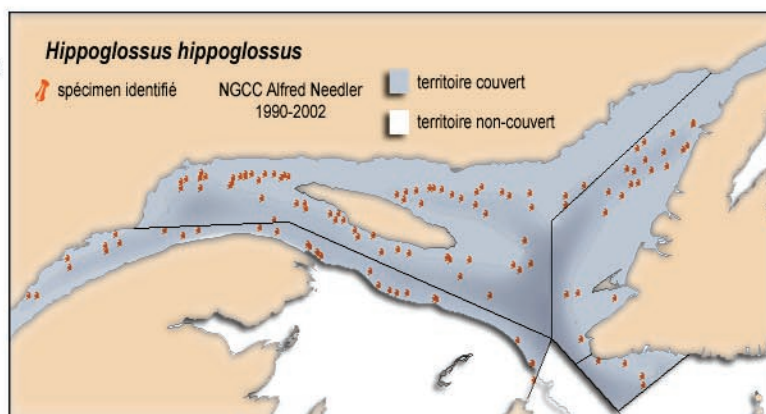 Hippoglossus hippoglossus
spécimen identifié
NGCC Alfred Needler
1990-2002
territoire couvert
territoire non-couvert